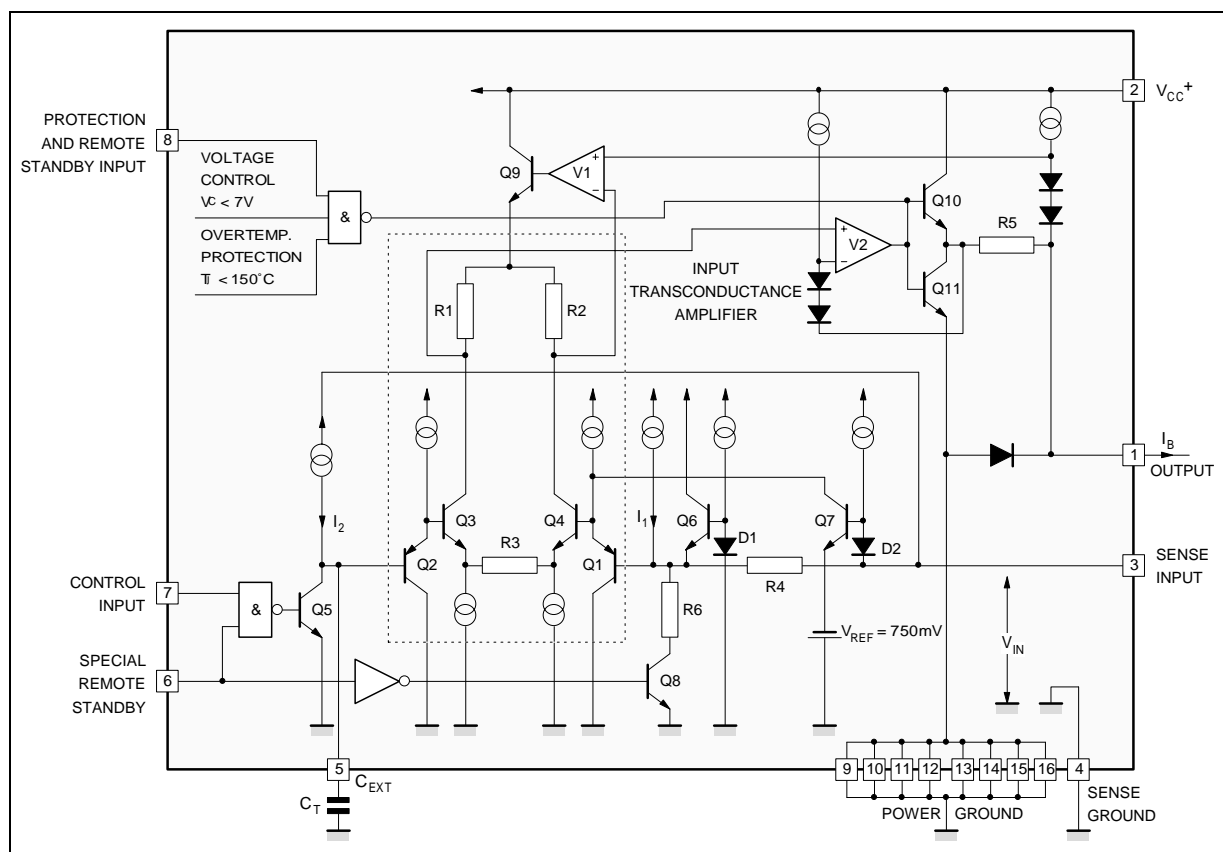 PROTECTION
AND REMOTE
STANDBY INPUT
8
VOLTAGE
CONTROL
VC < 7V
OVERTEMP.
PROTECTION
Tj < 150°C
&
Q9
V1
+
−
2
VCC+
Q10
R5
+
−
V2
Q11
INPUT
TRANSCONDUCTANCE
AMPLIFIER
R1
R2
1
IB
OUTPUT
I2
Q3
Q4
I1
Q6
Q7
D1
D2
Q2
R3
Q1
R4
3
SENSE
INPUT
CONTROL
INPUT
7
&
Q5
R6
VREF = 750mV
VIN
SPECIAL
REMOTE
STANDBY
6
Q8
5
CEXT
CT
9 10 11 12 13 14 15 16 4
POWER GROUND
SENSE
GROUND